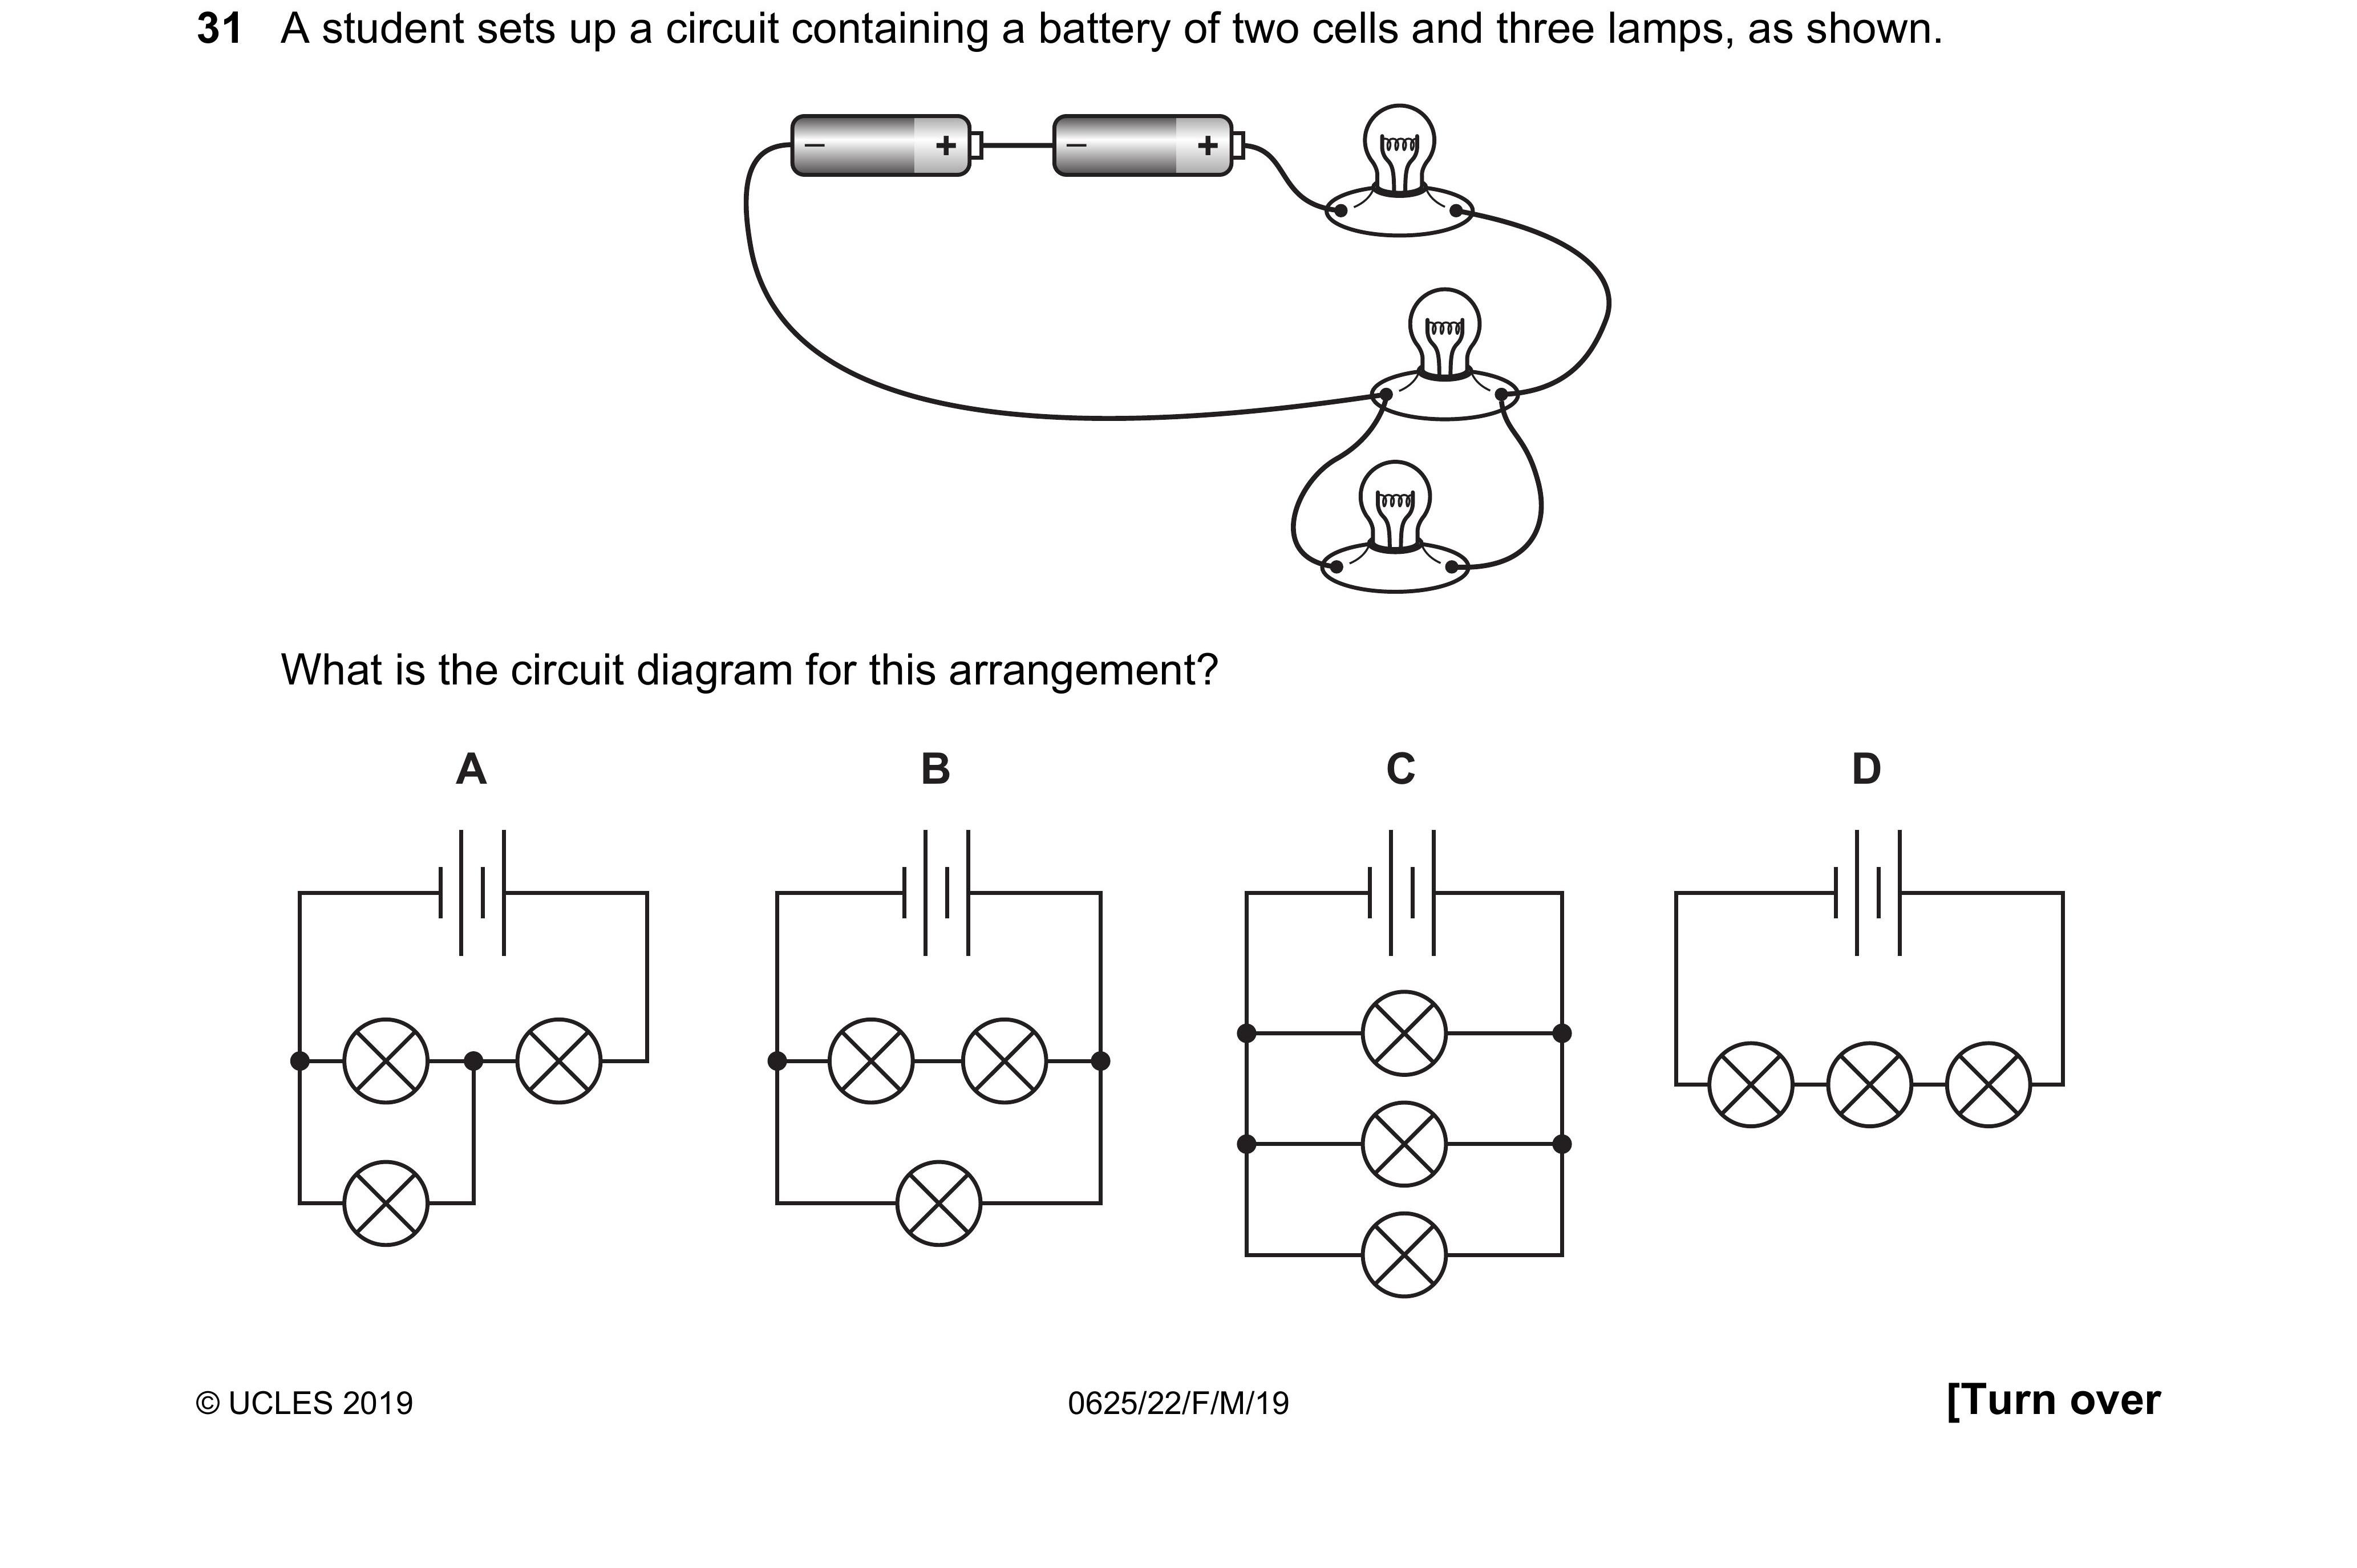 31 A student sets up a circuit containing a battery of two cells and three lamps, as shown.
– + – +
What is the circuit diagram for this arrangement?
A B C D
© UCLES 2019 0625/22/F/M/19 [Turn over